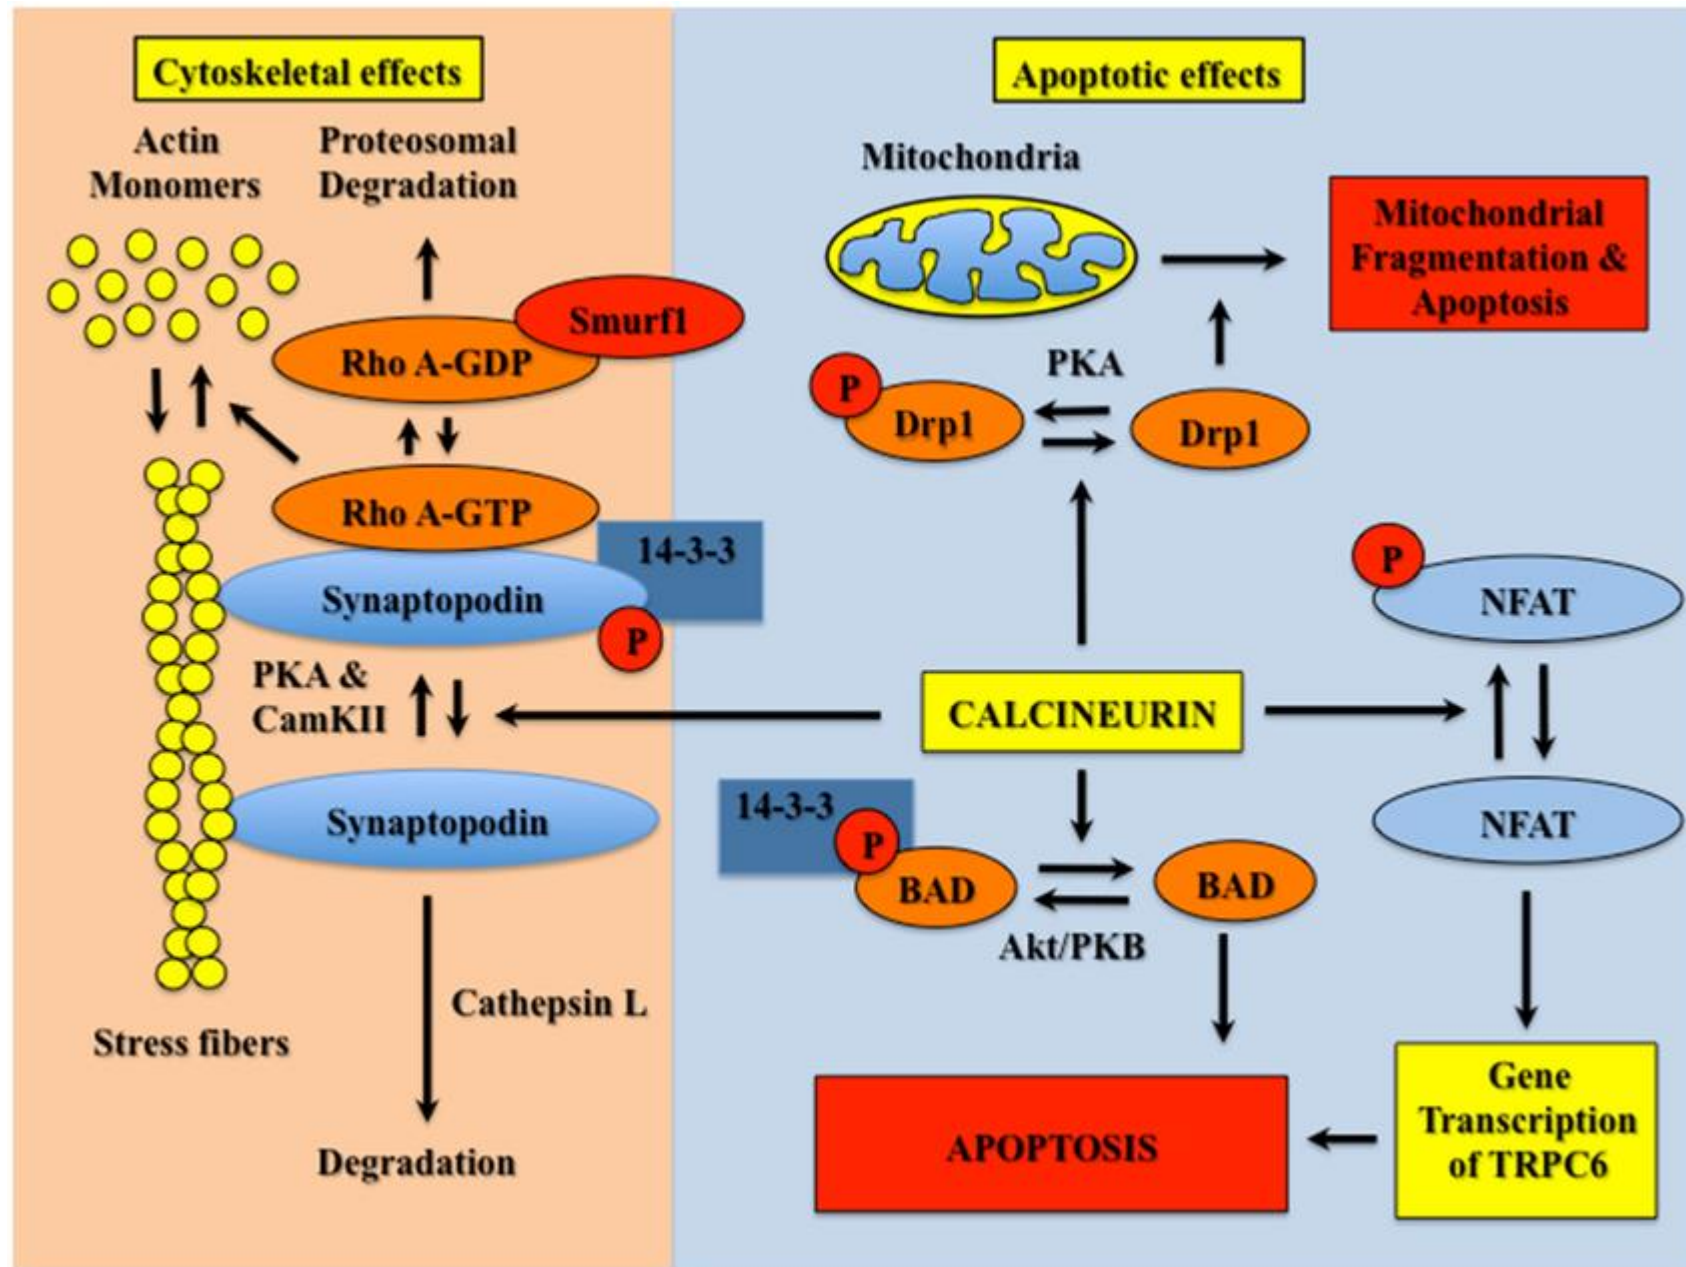 Cytoskeletal effects
Actin
Monomers
Proteosomal
Degradation
Smurf1
Rho A-GDP
Rho A-GTP
14-3-3
Synaptopodin
P
PKA &
CamKII
Synaptopodin
Cathepsin L
Stress fibers
Degradation
Apoptotic effects
Mitochondria
Mitochondrial
Fragmentation &
Apoptosis
PKA
P
Drp1
Drp1
P
NFAT
CALCINEURIN
NFAT
14-3-3
P
BAD
BAD
Akt/PKB
Gene
Transcription
of TRPC6
APOPTOSIS